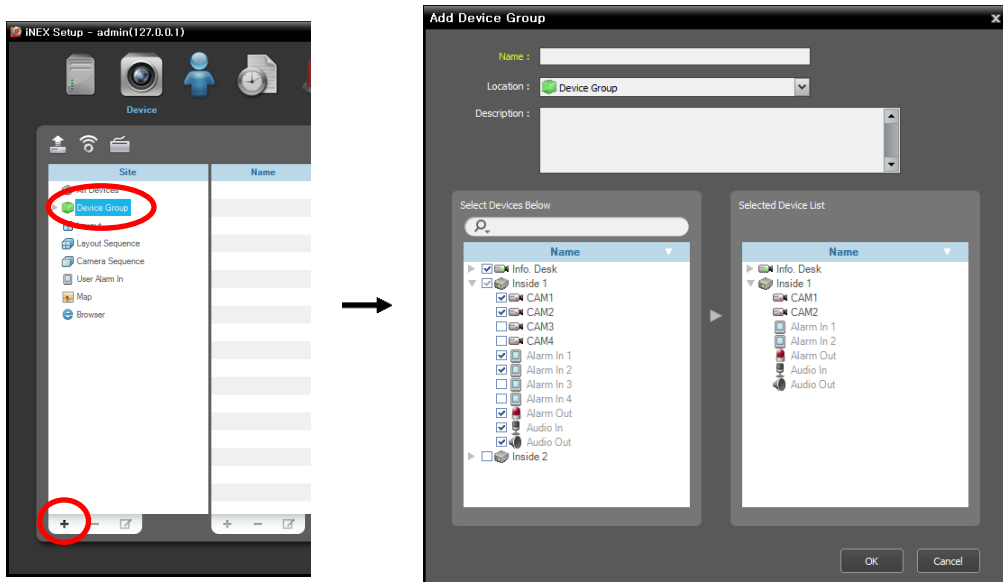 iNEX Setup - admin(127.0.0.1)
Device
Site
Name
All Devices
Device Group
Layout
Layout Sequence
Camera Sequence
User Alarm In
Map
Browser
Add Device Group
Name :
Location :
Device Group
Description :
Select Devices Below
Name
Info. Desk
Inside 1
CAM1
CAM2
CAM3
CAM4
Alarm In 1
Alarm In 2
Alarm In 3
Alarm In 4
Alarm Out
Audio In
Audio Out
Inside 2
Selected Device List
Name
Info. Desk
Inside 1
CAM1
CAM2
Alarm In 1
Alarm In 2
Alarm Out
Audio In
Audio Out
OK
Cancel